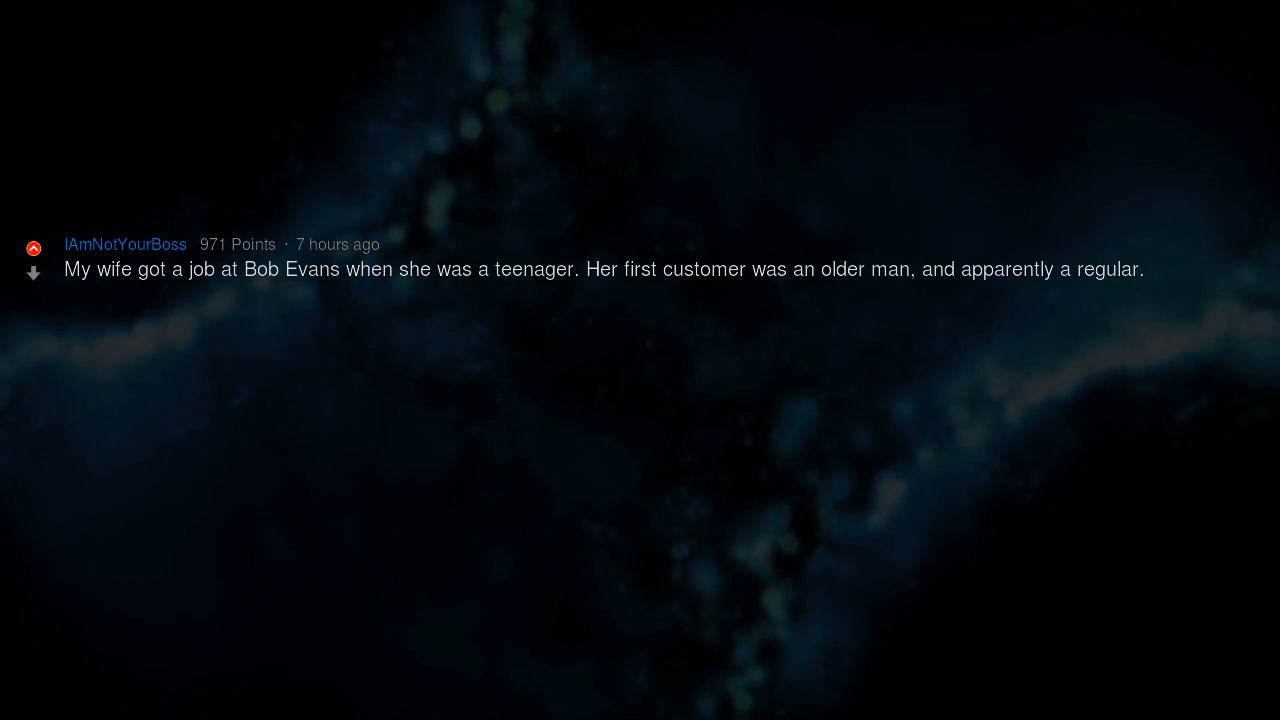 IAmNotYourBoss 971 Points · 7 hours ago
My wife got a job at Bob Evans when she was a teenager. Her first customer was an older man, and apparently a regular.